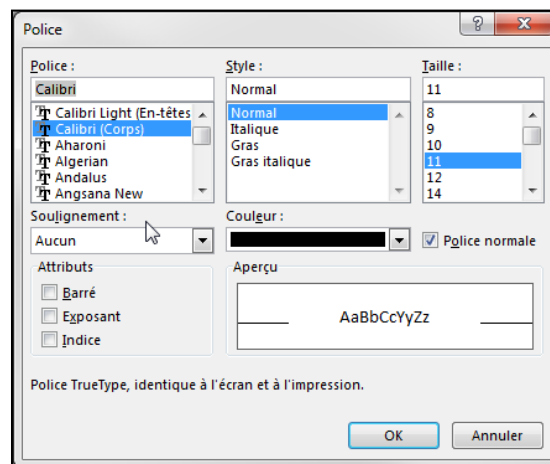 Police
Police :
Style :
Taille :
Calibri
Normal
11
Calibri Light (En-têtes
Calibri (Corps)
Aharoni
Algerian
Andalus
Angsana New
Normal
Italique
Gras
Gras italique
8
9
10
11
12
14
Soulignement :
Couleur :
Aucun
Police normale
Attributs
Barré
Exposant
Indice
Aperçu
AaBbCcYyZz
Police TrueType, identique à l'écran et à l'impression.
OK
Annuler